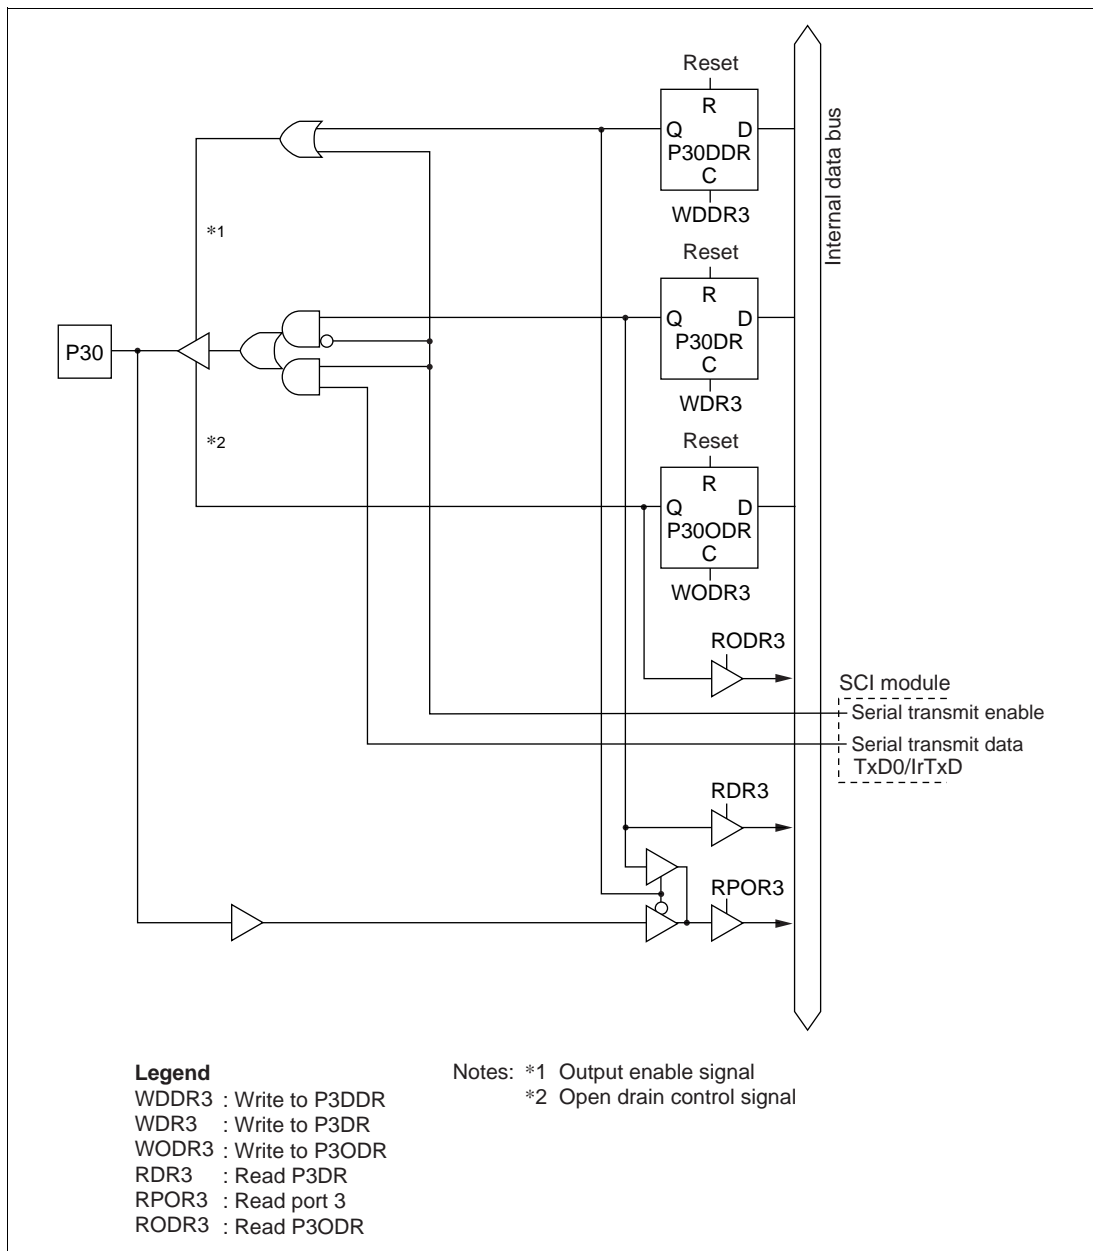 Reset
R
Q D
P30DDR
C
WDDR3
Internal data bus
*1
Reset
R
Q D
P30DR
C
WDR3
P30
*2
Reset
R
Q D
P30ODR
C
WODR3
RODR3
SCI module
Serial transmit enable
Serial transmit data
TxD0/IrTxD
RDR3
RPOR3
Legend
WDDR3 : Write to P3DDR
WDR3 : Write to P3DR
WODR3 : Write to P3ODR
RDR3 : Read P3DR
RPOR3 : Read port 3
RODR3 : Read P3ODR
Notes: *1 Output enable signal
*2 Open drain control signal